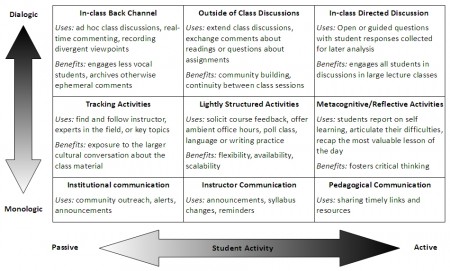 Dialogic
In-class Back Channel
Uses: ad hoc class discussions, real-
time commenting, recording
divergent viewpoints
Benefits: engages less vocal
students, archives otherwise
ephemeral comments
Outside of Class Discussions
Uses: extend class discussions,
exchange comments about
readings or questions about
assignments
Benefits: community building,
continuity between class sessions
In-class Directed Discussion
Uses: Open or guided questions
with student responses collected
for later analysis
Benefits: engages all students in
discussions in large lecture classes
Tracking Activities
Uses: find and follow instructor,
experts in the field, or key topics
Benefits: exposure to the larger
cultural conversation about the
class material
Lightly Structured Activities
Uses: solicit course feedback, offer
ambient office hours, poll class,
language or writing practice
Benefits: flexibility, availability,
scalability
Metacognitive/Reflective Activities
Uses: students report on self
learning, articulate their difficulties,
recap the most valuable lesson of
the day
Benefits: fosters critical thinking
Institutional communication
Uses: community outreach, alerts,
announcements
Instructor Communication
Uses: announcements, syllabus
changes, reminders
Pedagogical Communication
Uses: sharing timely links and
resources
Monologic
Passive
Student Activity
Active